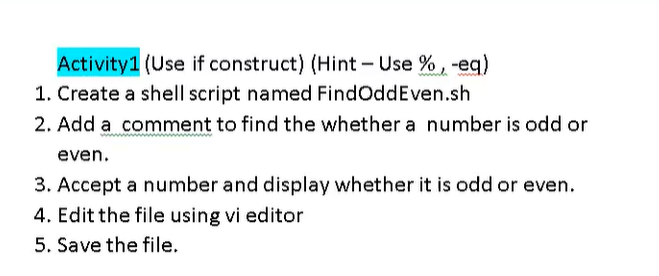 Activity1 (Use if construct) (Hint – Use % , -eq)
1. Create a shell script named FindOddEven.sh
2. Add a  comment to find the whether a  number is odd or
even.
3. Accept a number and display whether it is odd or even.
4. Edit the file using vi editor
5. Save the file.